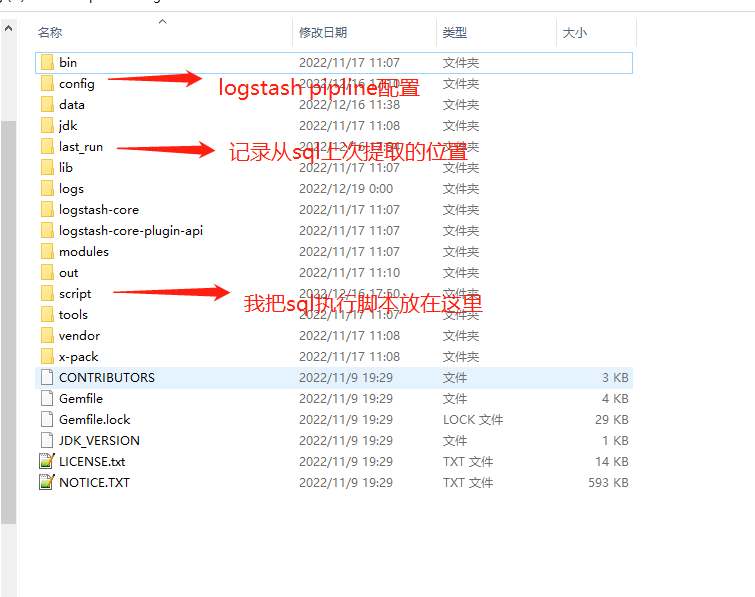 名称 修改日期 类型 大小
bin 2022/11/17 11:07 文件夹
config 文件夹
logstash pipline配置
data 2022/12/16 11:38 文件夹
jdk 2022/11/17 11:08 文件夹
last_run 文件夹
记录从sql上次提取的位置
lib 2022/11/17 11:07 文件夹
logs 2022/12/19 0:00 文件夹
logstash-core 2022/11/17 11:07 文件夹
logstash-core-plugin-api 2022/11/17 11:07 文件夹
modules 2022/11/17 11:07 文件夹
out 2022/11/17 11:10 文件夹
script 2022/12/16 17:50 文件夹
我把sql执行脚本放在这里
tools 2022/11/17 11:07 文件夹
vendor 2022/11/17 11:08 文件夹
x-pack 2022/11/17 11:08 文件夹
CONTRIBUTORS 2022/11/9 19:29 文件 3 KB
Gemfile 2022/11/9 19:29 文件 4 KB
Gemfile.lock 2022/11/9 19:29 LOCK 文件 29 KB
JDK_VERSION 2022/11/9 19:29 文件 1 KB
LICENSE.txt 2022/11/9 19:29 TXT 文件 14 KB
NOTICE.TXT 2022/11/9 19:29 TXT 文件 593 KB